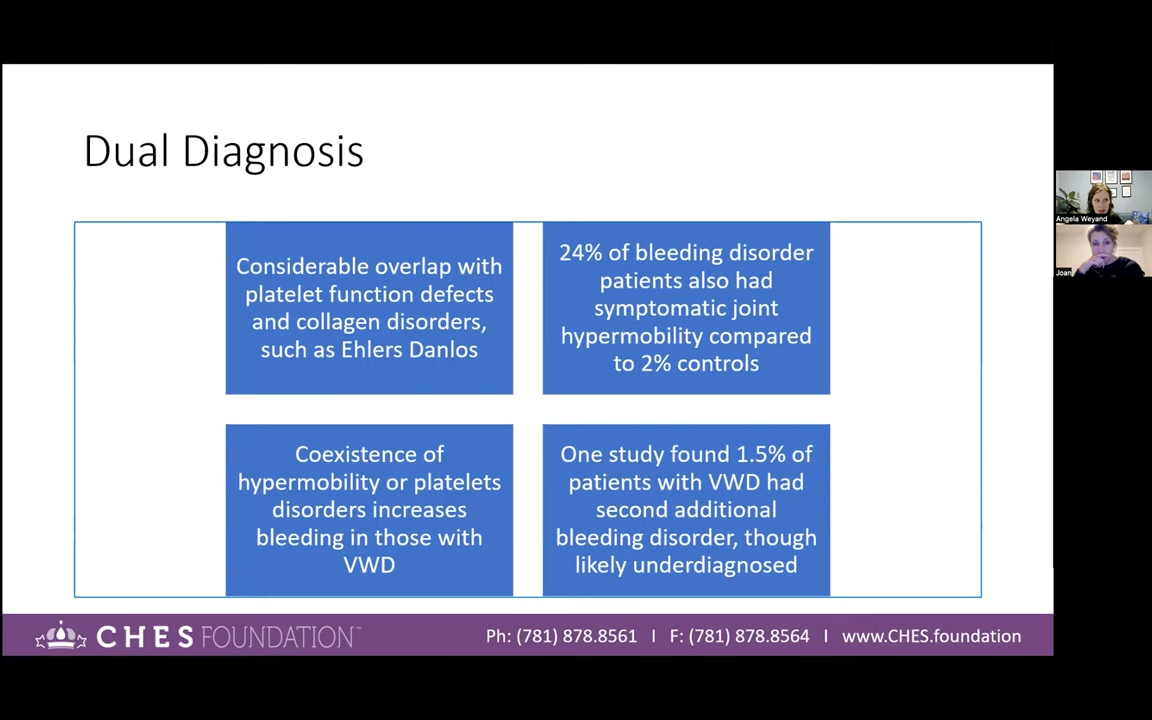 Dual Diagnosis
Considerable overlap with
platelet function defects
and collagen disorders,
such as Ehlers Danlos
24% of bleeding disorder
patients also had
symptomatic joint
hypermobility compared
to 2% controls
Coexistence of
hypermobility or platelets
disorders increases
bleeding in those with
VWD
One study found 1.5% of
patients with VWD had
second additional
bleeding disorder, though
likely underdiagnosed
CHES FOUNDATION™
Ph: (781) 878.8561 I F: (781) 878.8564 I www.CHES.foundation
Angela Weyand
Joan